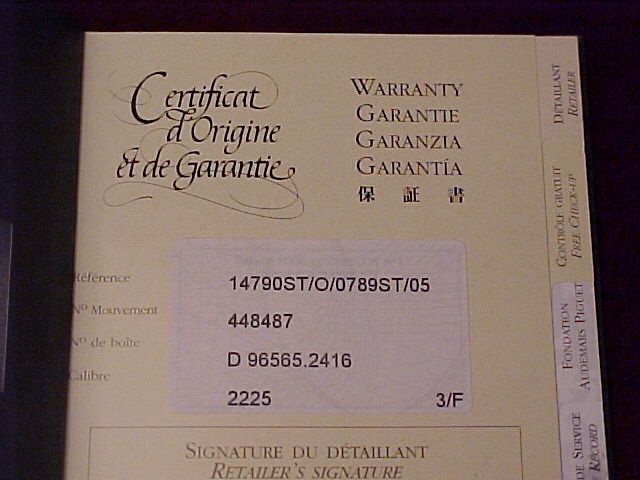 Certificat
d'Origine
et de Garantie
WARRANTY
GARANTIE
GARANZIA
GARANTÍA
保 証 書
Référence 14790ST/O/0789ST/05
Nº Mouvement 448487
Nº de boîte D 96565.2416
Calibre 2225 3/F
SIGNATURE DU DÉTAILLANT
RETAILER'S SIGNATURE
DÉTAILLANT
RETAILER
CONTRÔLE GRATUIT
FREE CHECK-UP
FONDATION
AUDEMARS PIGUET
DE SERVICE
RECORD